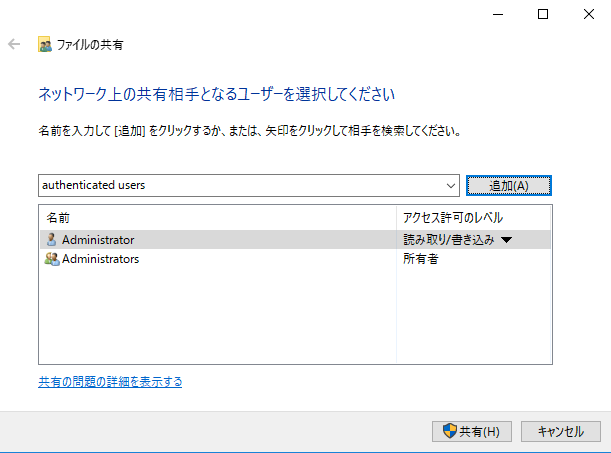 ファイルの共有
ネットワーク上の共有相手となるユーザーを選択してください
名前を入力して [追加] をクリックするか、または、矢印をクリックして相手を検索してください。
authenticated users 追加(A)
名前 アクセス許可のレベル
Administrator 読み取り/書き込み
Administrators 所有者
共有の問題の詳細を表示する
共有(H) キャンセル